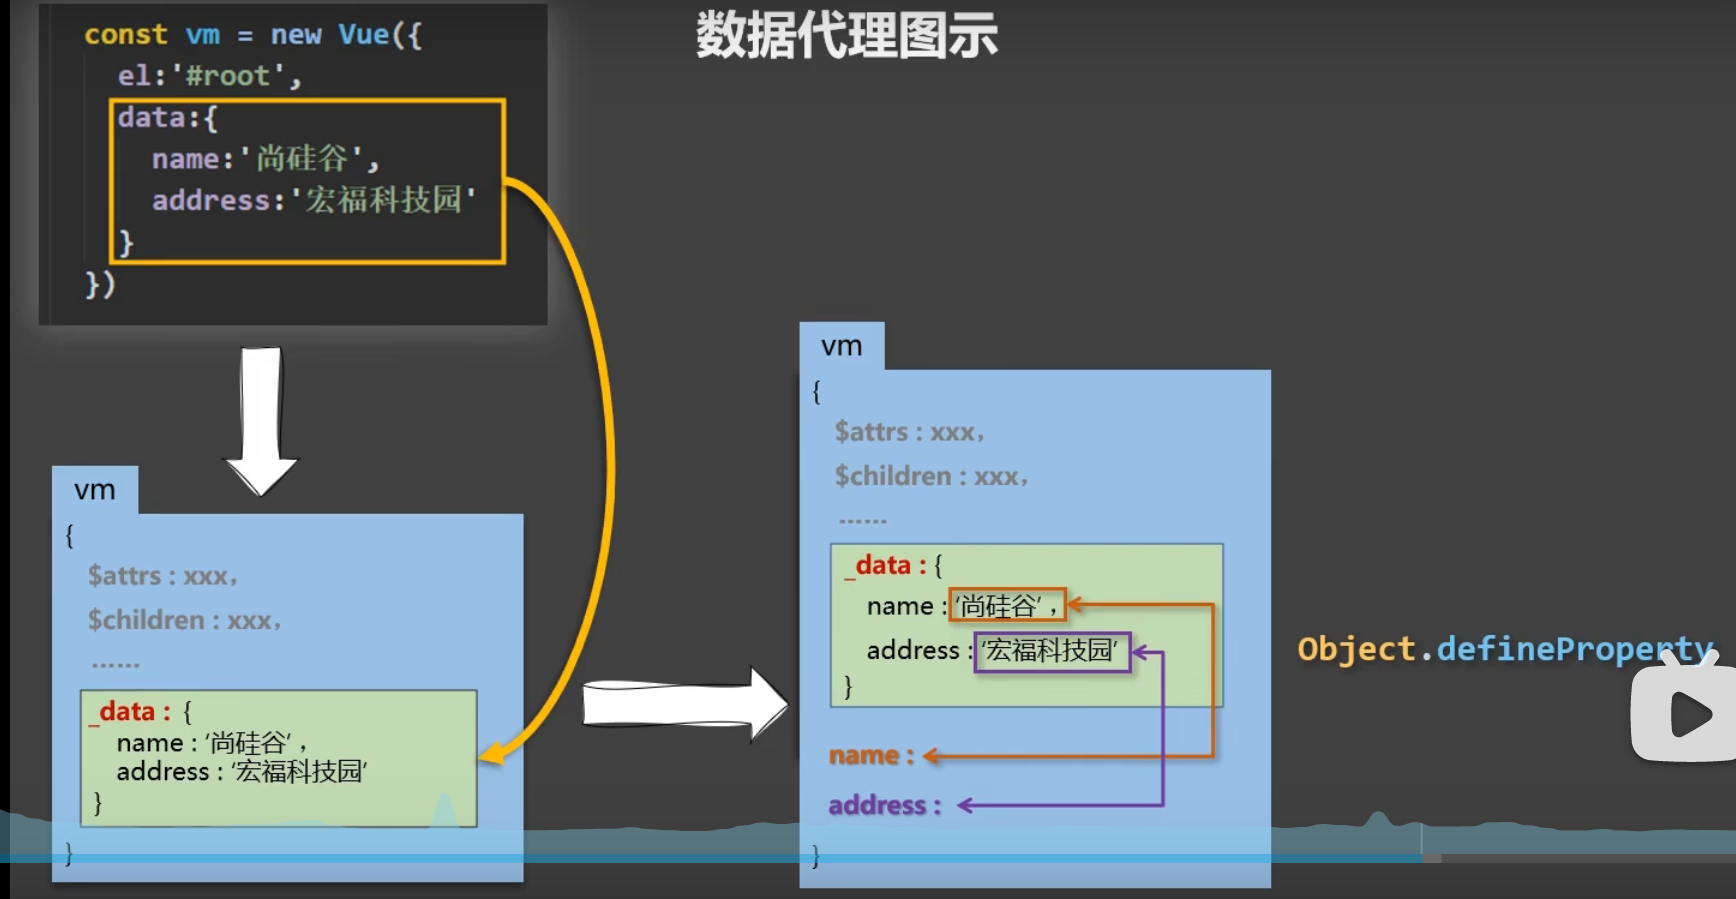 数据代理图示
const vm = new Vue({
el:'#root',
data:{
name:'尚硅谷',
address:'宏福科技园'
}
})
vm
{
$attrs : xxx，
$children : xxx，
......
_data : {
name : ‘尚硅谷’，
address : ‘宏福科技园’
}
}
vm
{
$attrs : xxx，
$children : xxx，
......
_data : {
name : ‘尚硅谷’，
address : ‘宏福科技园’
}
name :
address :
}
Object.defineProperty